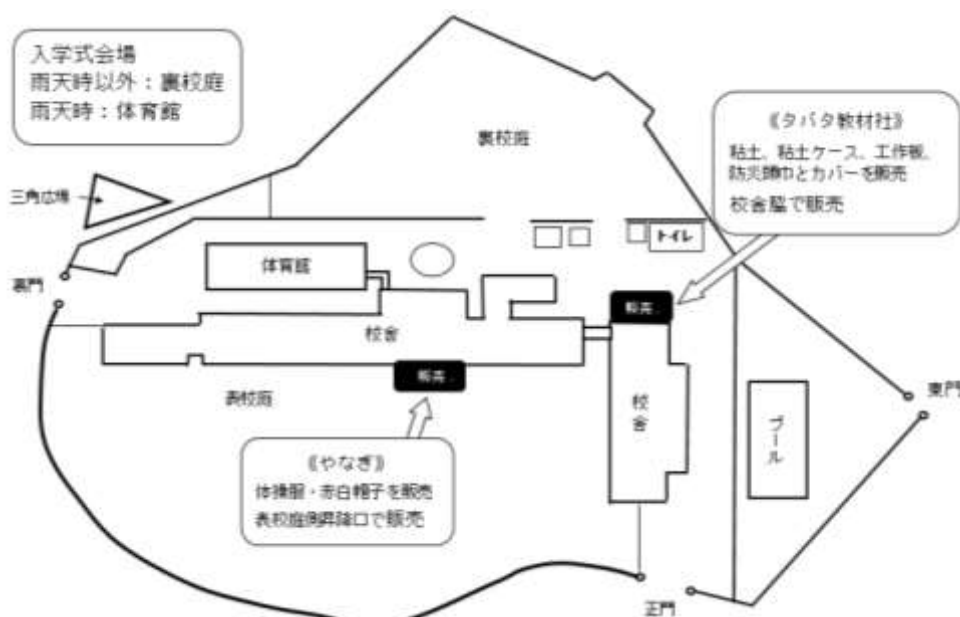 入学式会場
雨天時以外：裏校庭
雨天時：体育館
《タバタ教材社》
粘土、粘土ケース、工作板、
防災頭巾とカバーを販売
校舎脇で販売
裏校庭
三角広場
トイレ
体育館
裏門
販売
校舎
販売
表校庭
校舎
プール
東門
《やなぎ》
体操服・赤白帽子を販売
表校庭側昇降口で販売
正門